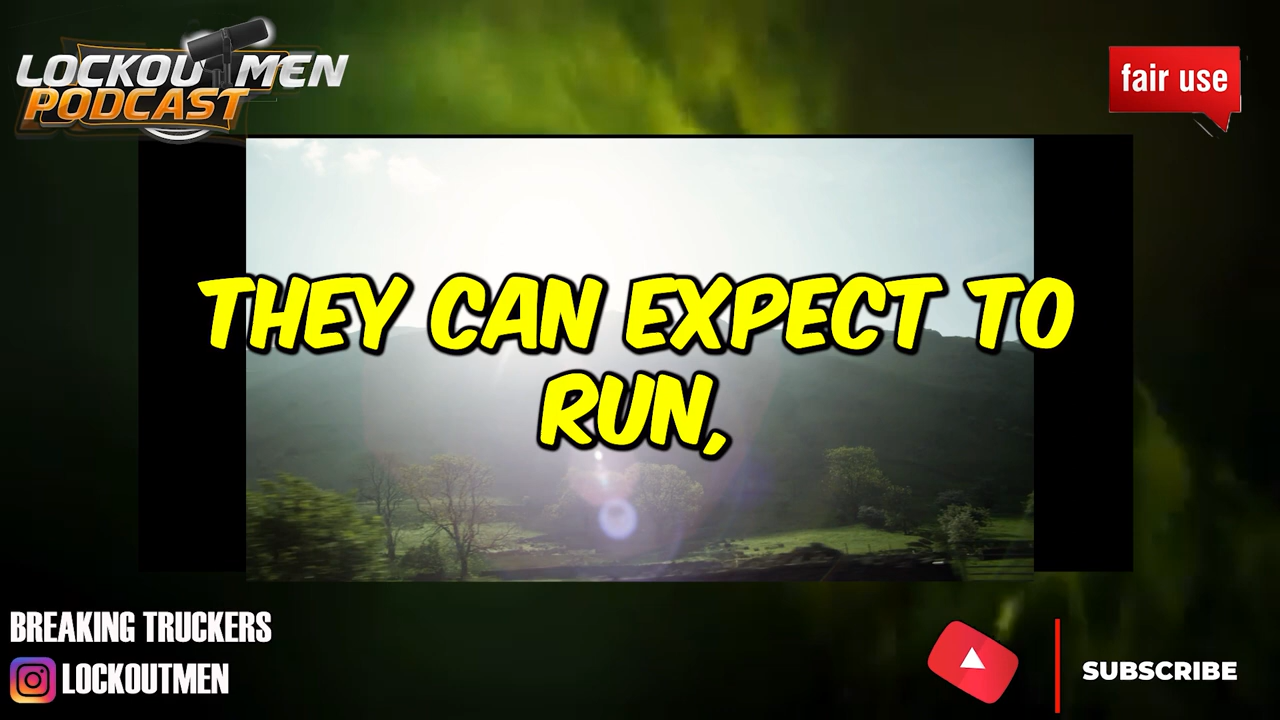 LOCKOUTMEN
PODCAST
fair use
THEY CAN EXPECT TO
RUN,
BREAKING TRUCKERS
LOCKOUTMEN
SUBSCRIBE